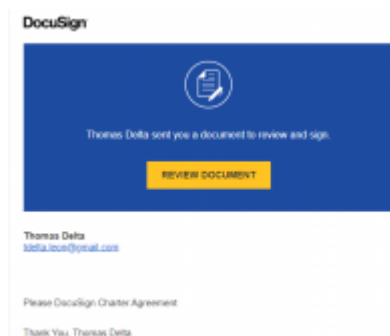 DocuSign
Thomas Delta sent you a document to review and sign.
REVIEW DOCUMENT
Thomas Delta
Please DocuSign Charter Agreement
Thank You, Thomas Delta